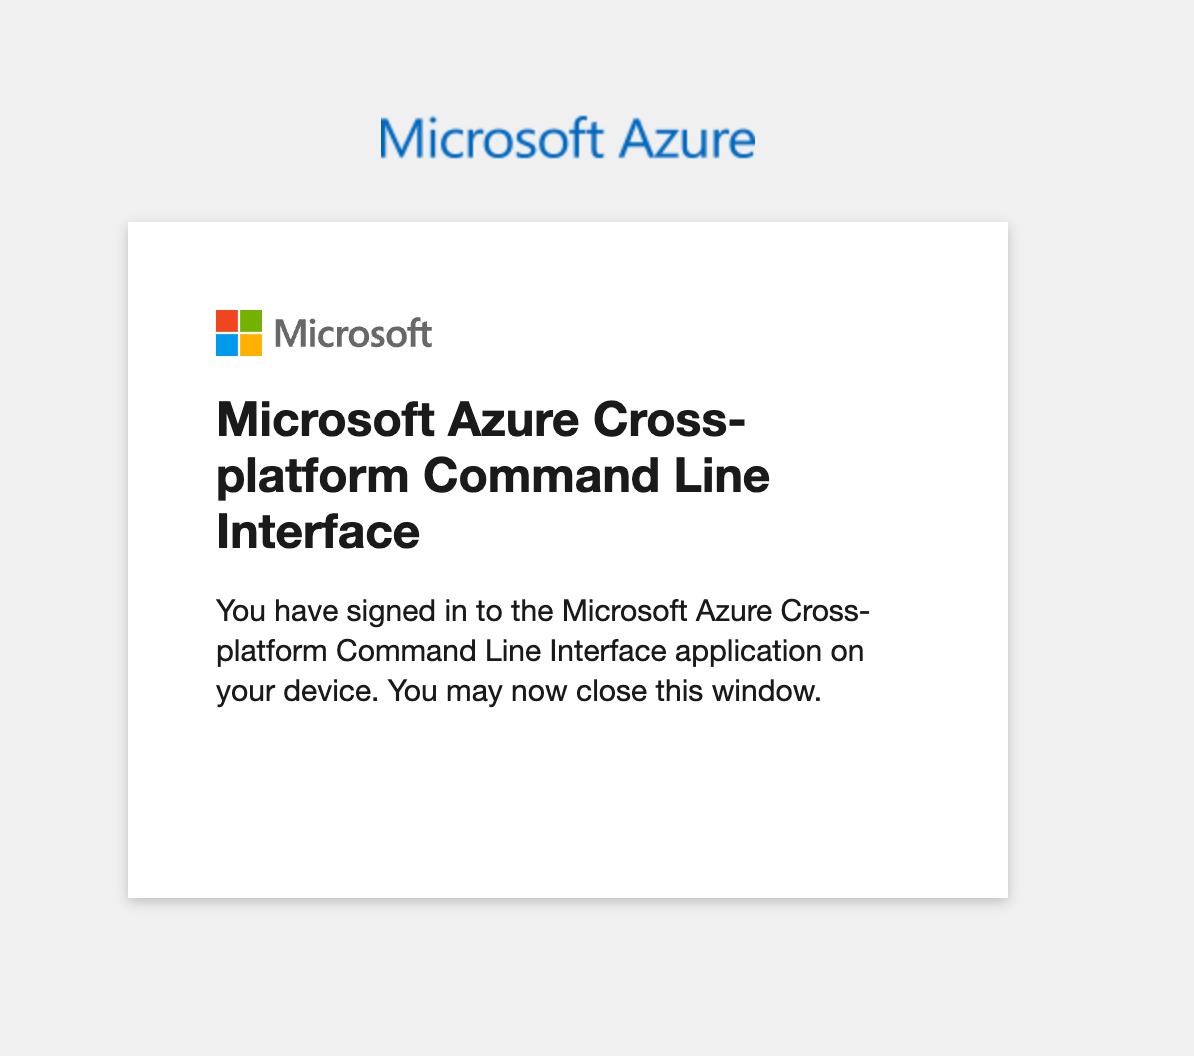 Microsoft Azure
Microsoft
Microsoft Azure Cross-
platform Command Line
Interface
You have signed in to the Microsoft Azure Cross-
platform Command Line Interface application on
your device. You may now close this window.